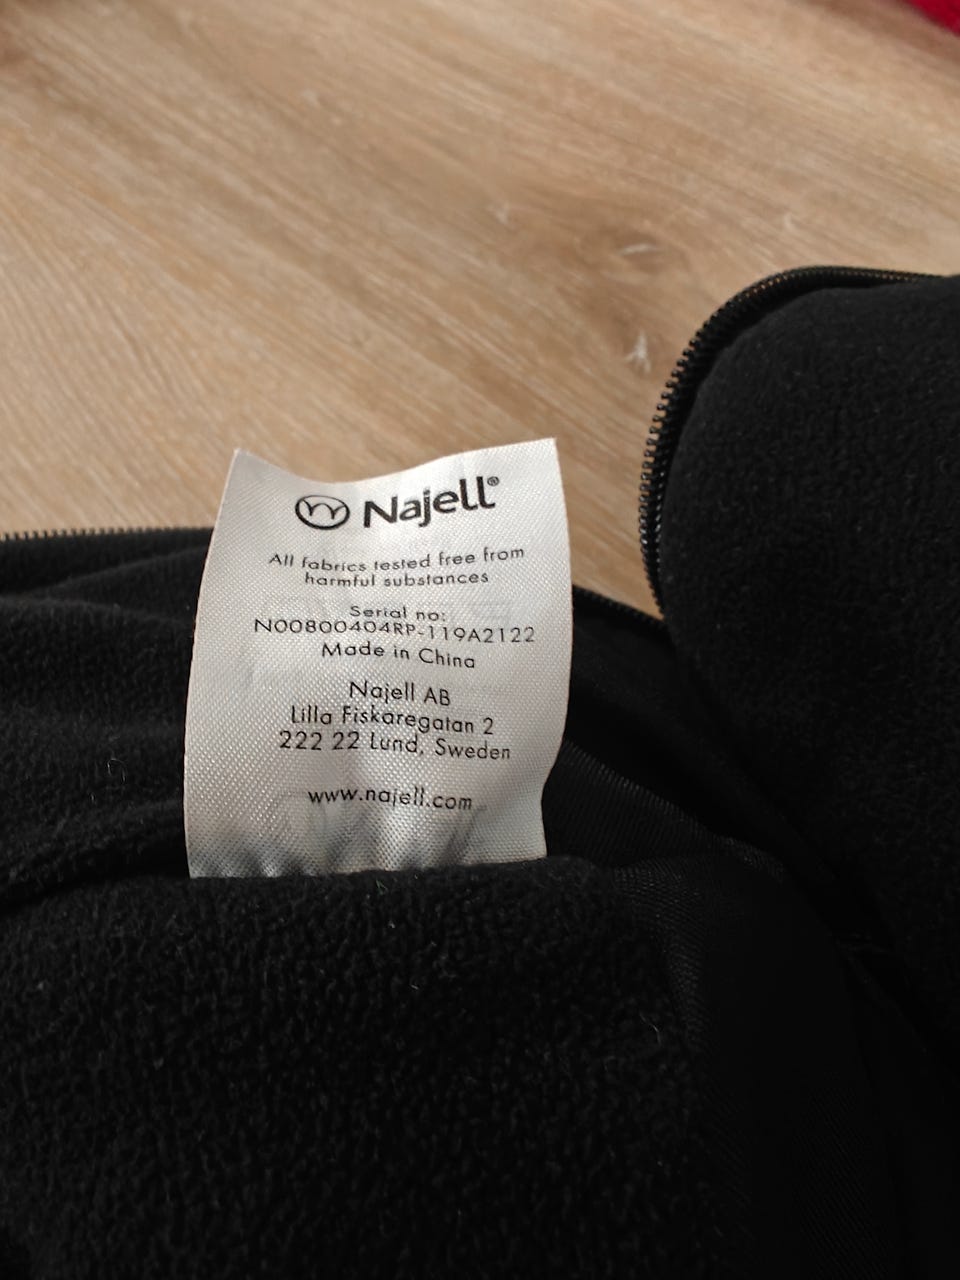 Najell®
All fabrics tested free from
harmful substances
Serial no:
N00800404RP-119A2122
Made in China
Najell AB
Lilla Fiskaregatan 2
222 22 Lund, Sweden
www.najell.com